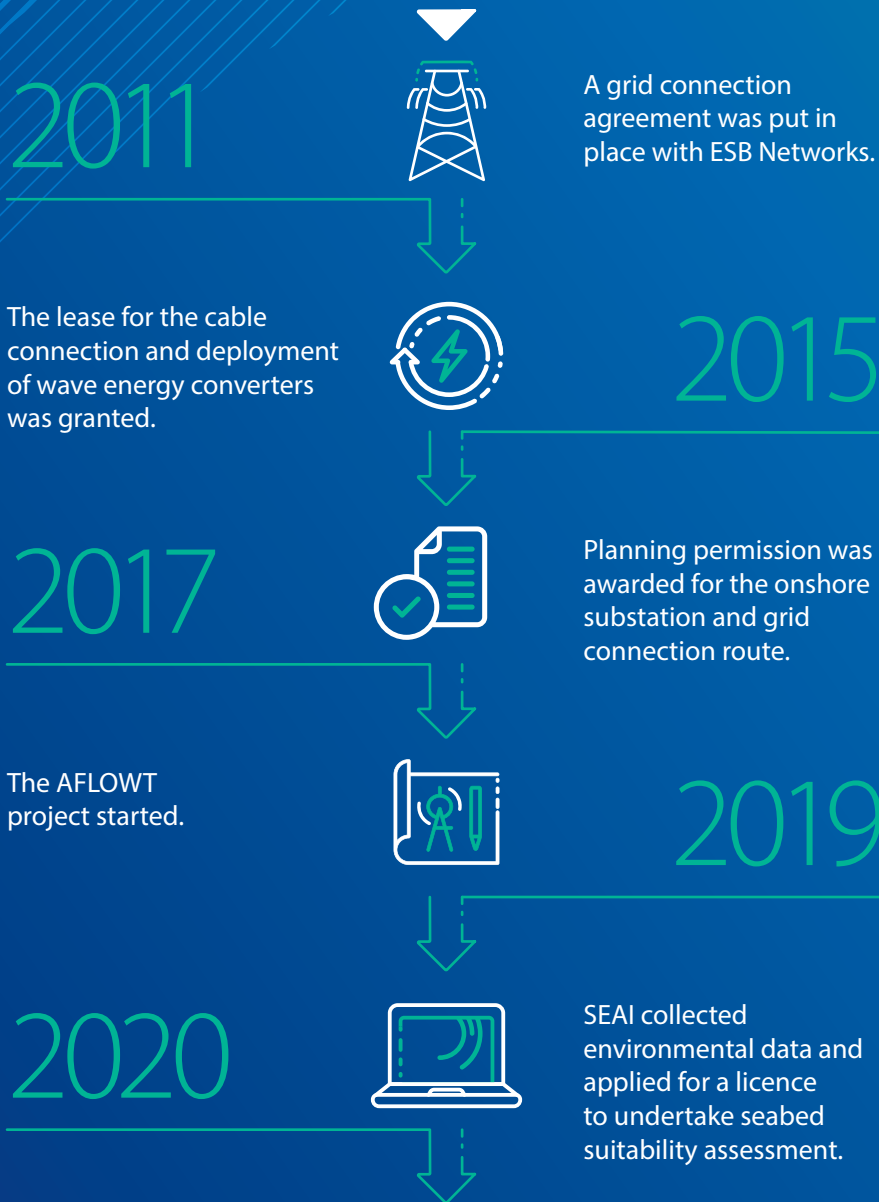 2011
A grid connection
agreement was put in
place with ESB Networks.
The lease for the cable
connection and deployment
of wave energy converters
was granted.
2015
2017
Planning permission was
awarded for the onshore
substation and grid
connection route.
The AFLOWT
project started.
2019
2020
SEAI collected
environmental data and
applied for a licence
to undertake seabed
suitability assessment.